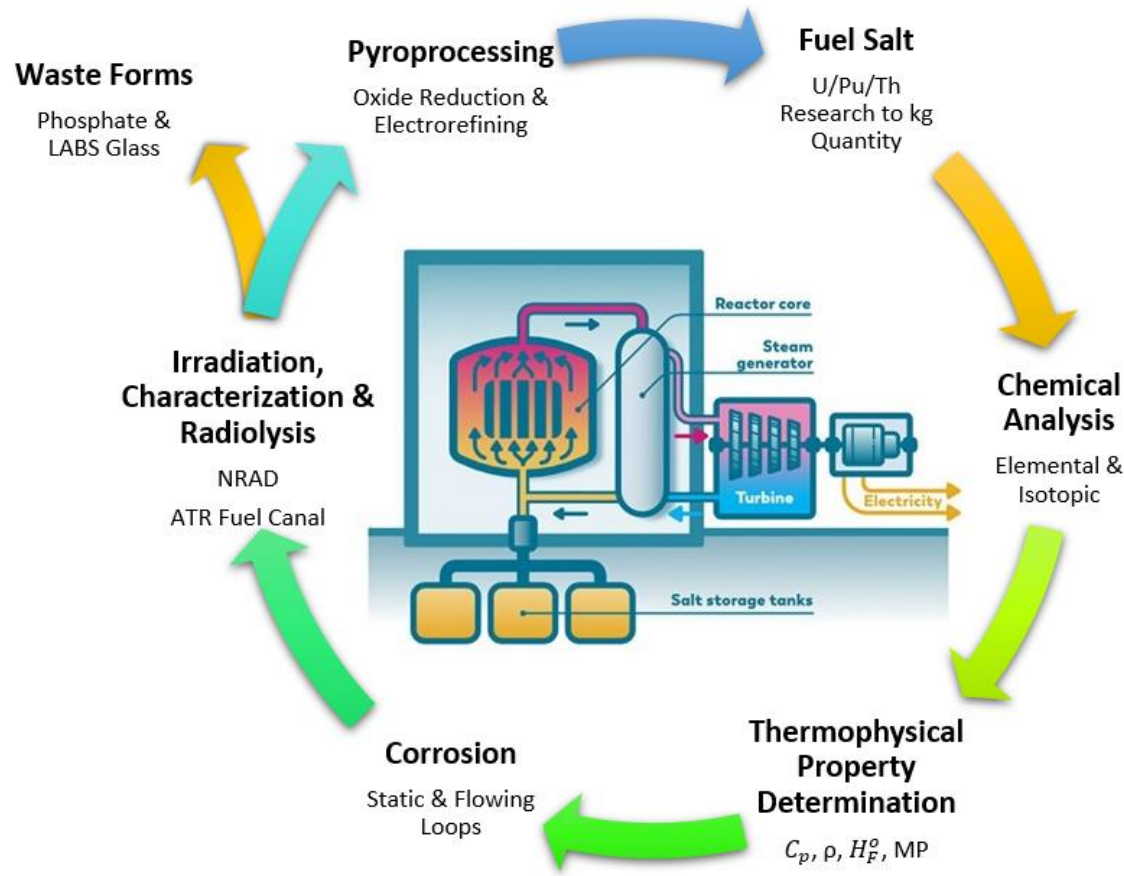 Pyroprocessing
Oxide Reduction &
Electrorefining
Fuel Salt
U/Pu/Th
Research to kg
Quantity
Waste Forms
Phosphate &
LABS Glass
Reactor core
Steam
generator
Turbine
Electricity
Salt storage tanks
Chemical
Analysis
Elemental &
Isotopic
Thermophysical
Property
Determination
Cₚ, ρ, H_F^o, MP
Corrosion
Static & Flowing
Loops
Irradiation,
Characterization &
Radiolysis
NRAD
ATR Fuel Canal